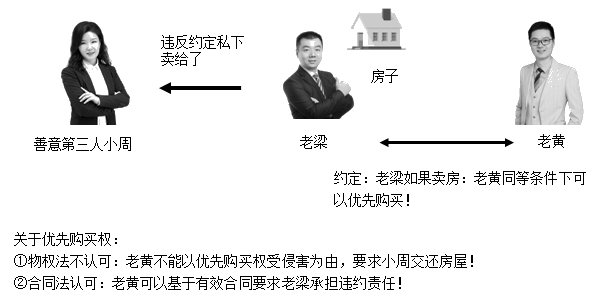 违反约定私下
卖给了
房子
善意第三人小周
老梁
老黄
约定：老梁如果卖房：老黄同等条件下可
以优先购买！
关于优先购买权：
①物权法不认可：老黄不能以优先购买权受侵害为由，要求小周交还房屋！
②合同法认可：老黄可以基于有效合同要求老梁承担违约责任！